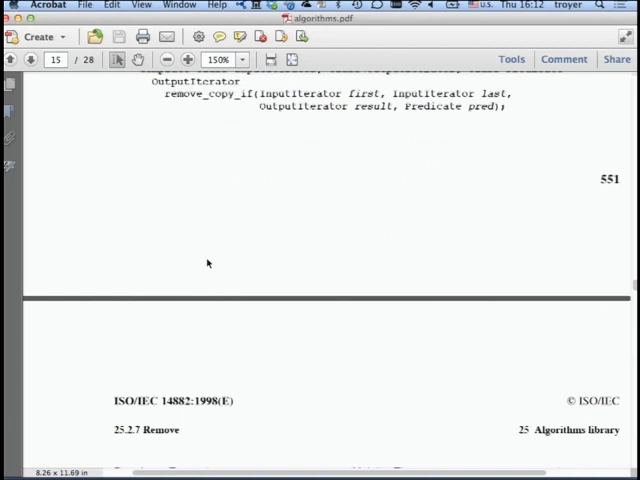 Acrobat File Edit View Window Help U.S. Thu 16:12 troyer
algorithms.pdf
Create
15 / 28 150% Tools Comment Share
OutputIterator
remove_copy_if(InputIterator first, InputIterator last,
OutputIterator result, Predicate pred);
551
ISO/IEC 14882:1998(E) © ISO/IEC
25.2.7 Remove 25 Algorithms library
8.26 x 11.69 in